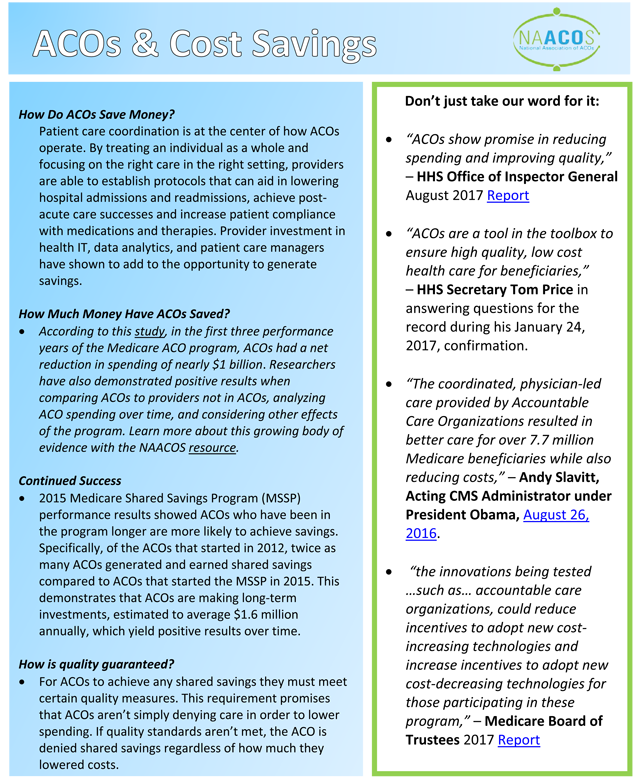 ACOs & Cost Savings
NAACOS
National Association of ACOs
How Do ACOs Save Money?
Patient care coordination is at the center of how ACOs
operate. By treating an individual as a whole and
focusing on the right care in the right setting, providers
are able to establish protocols that can aid in lowering
hospital admissions and readmissions, achieve post-
acute care successes and increase patient compliance
with medications and therapies. Provider investment in
health IT, data analytics, and patient care managers
have shown to add to the opportunity to generate
savings.
How Much Money Have ACOs Saved?
• According to this study, in the first three performance
years of the Medicare ACO program, ACOs had a net
reduction in spending of nearly $1 billion. Researchers
have also demonstrated positive results when
comparing ACOs to providers not in ACOs, analyzing
ACO spending over time, and considering other effects
of the program. Learn more about this growing body of
evidence with the NAACOS resource.
Continued Success
• 2015 Medicare Shared Savings Program (MSSP)
performance results showed ACOs who have been in
the program longer are more likely to achieve savings.
Specifically, of the ACOs that started in 2012, twice as
many ACOs generated and earned shared savings
compared to ACOs that started the MSSP in 2015. This
demonstrates that ACOs are making long-term
investments, estimated to average $1.6 million
annually, which yield positive results over time.
How is quality guaranteed?
• For ACOs to achieve any shared savings they must meet
certain quality measures. This requirement promises
that ACOs aren't simply denying care in order to lower
spending. If quality standards aren't met, the ACO is
denied shared savings regardless of how much they
lowered costs.
Don't just take our word for it:
• "ACOs show promise in reducing
spending and improving quality,"
– HHS Office of Inspector General
August 2017 Report
• "ACOs are a tool in the toolbox to
ensure high quality, low cost
health care for beneficiaries,"
– HHS Secretary Tom Price in
answering questions for the
record during his January 24,
2017, confirmation.
• "The coordinated, physician-led
care provided by Accountable
Care Organizations resulted in
better care for over 7.7 million
Medicare beneficiaries while also
reducing costs," – Andy Slavitt,
Acting CMS Administrator under
President Obama, August 26,
2016.
• "the innovations being tested
…such as… accountable care
organizations, could reduce
incentives to adopt new cost-
increasing technologies and
increase incentives to adopt new
cost-decreasing technologies for
those participating in these
program," – Medicare Board of
Trustees 2017 Report